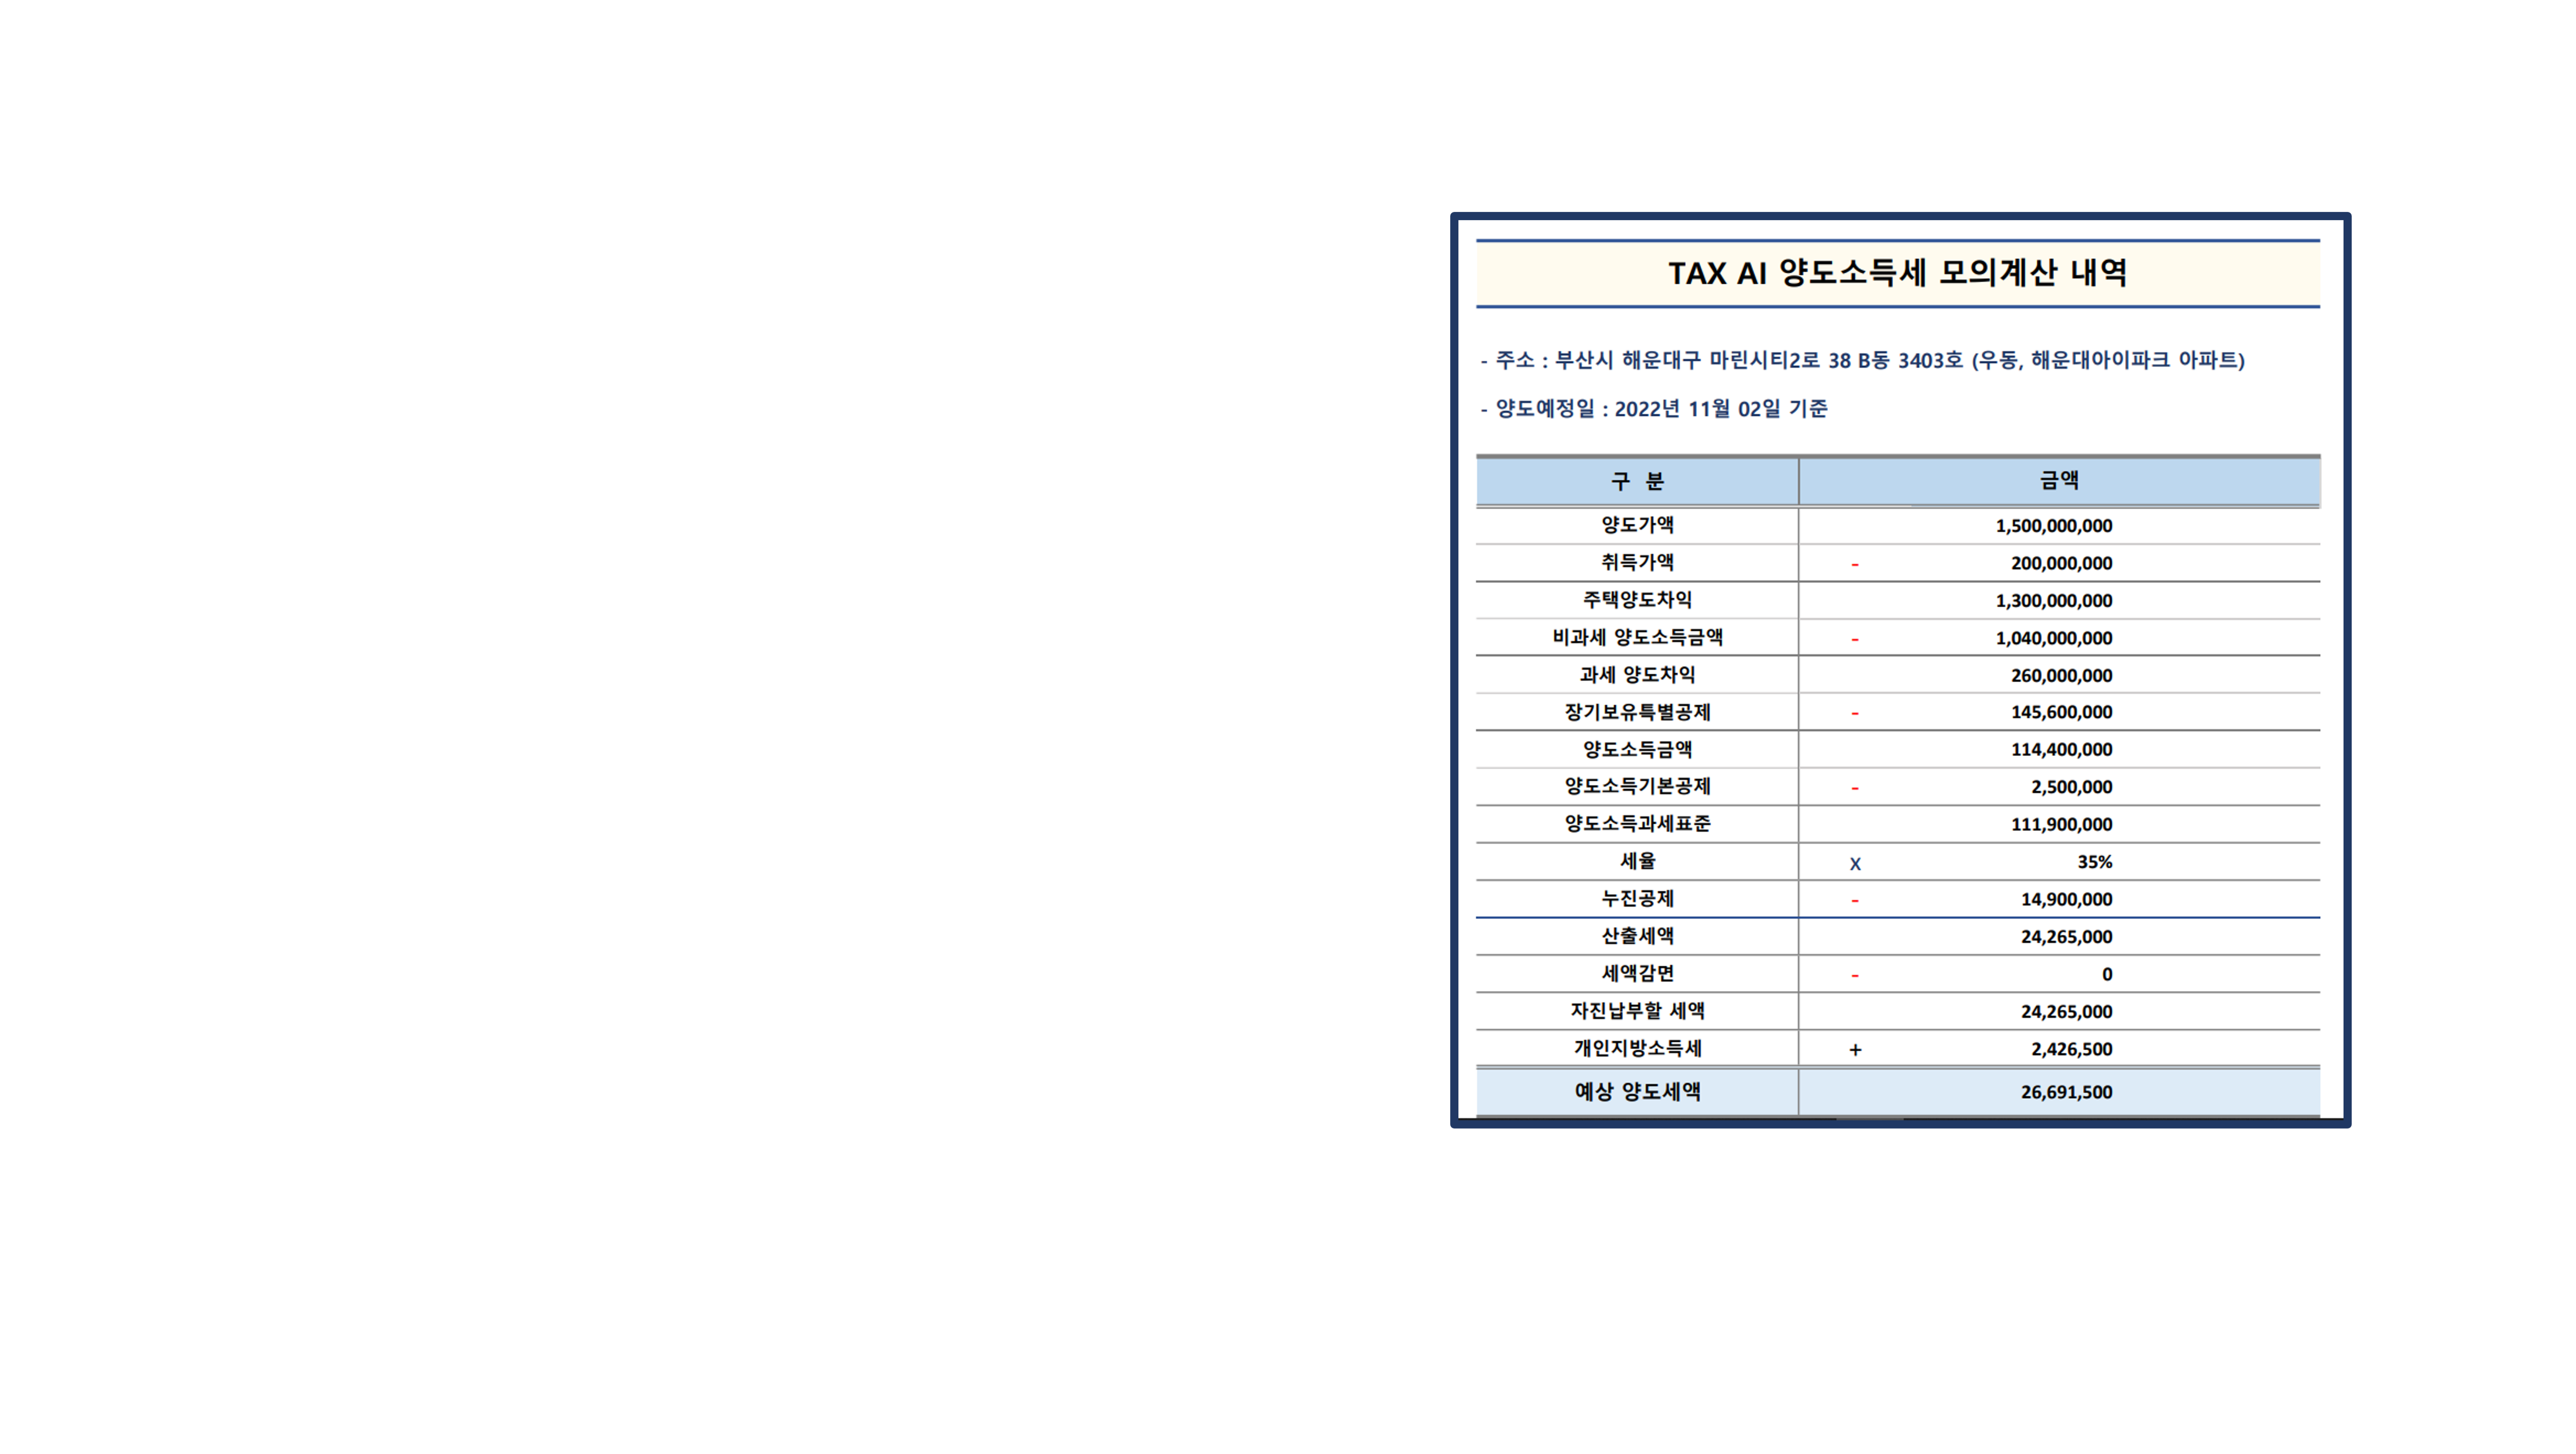 TAX AI 양도소득세 모의계산 내역
- 주소 : 부산시 해운대구 마린시티2로 38 B동 3403호 (우동, 해운대아이파크 아파트)
- 양도예정일 : 2022년 11월 02일 기준
구 분 금액
양도가액 1,500,000,000
취득가액 - 200,000,000
주택양도차익 1,300,000,000
비과세 양도소득금액 - 1,040,000,000
과세 양도차익 260,000,000
장기보유특별공제 - 145,600,000
양도소득금액 114,400,000
양도소득기본공제 - 2,500,000
양도소득과세표준 111,900,000
세율 X 35%
누진공제 - 14,900,000
산출세액 24,265,000
세액감면 - 0
자진납부할 세액 24,265,000
개인지방소득세 + 2,426,500
예상 양도세액 26,691,500